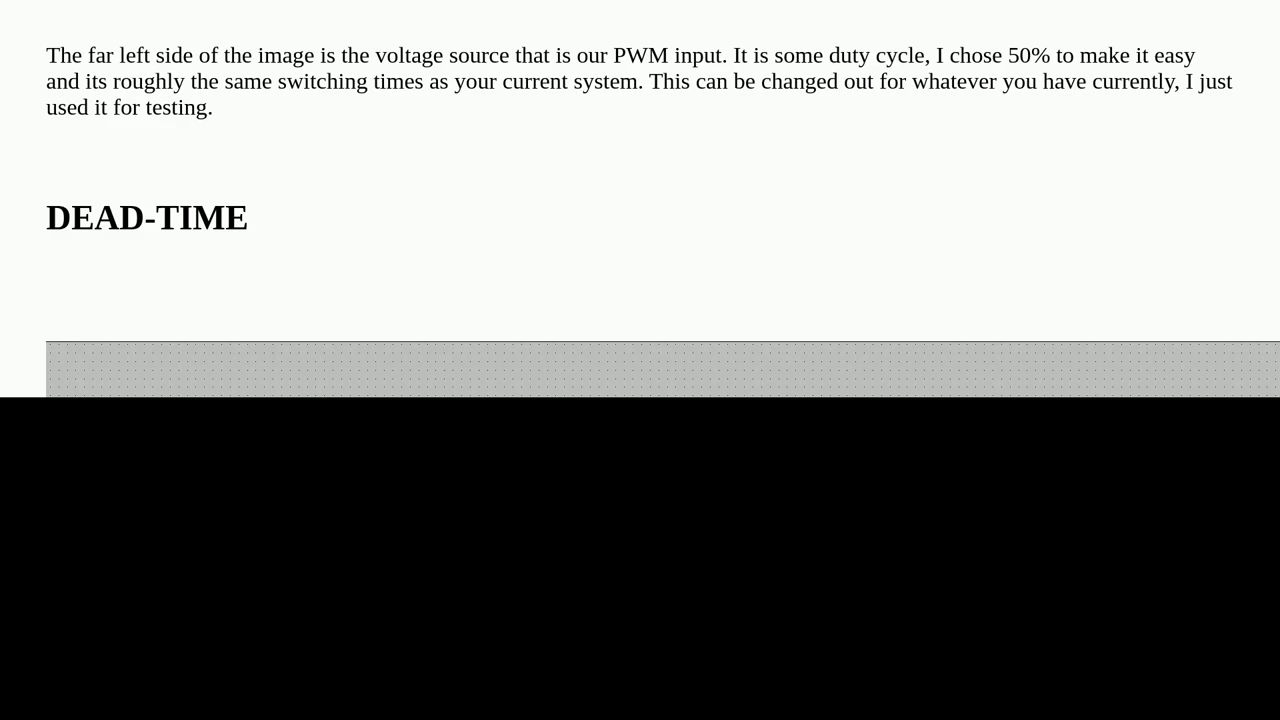 The far left side of the image is the voltage source that is our PWM input. It is some duty cycle, I chose 50% to make it easy
and its roughly the same switching times as your current system. This can be changed out for whatever you have currently, I just
used it for testing.
DEAD-TIME